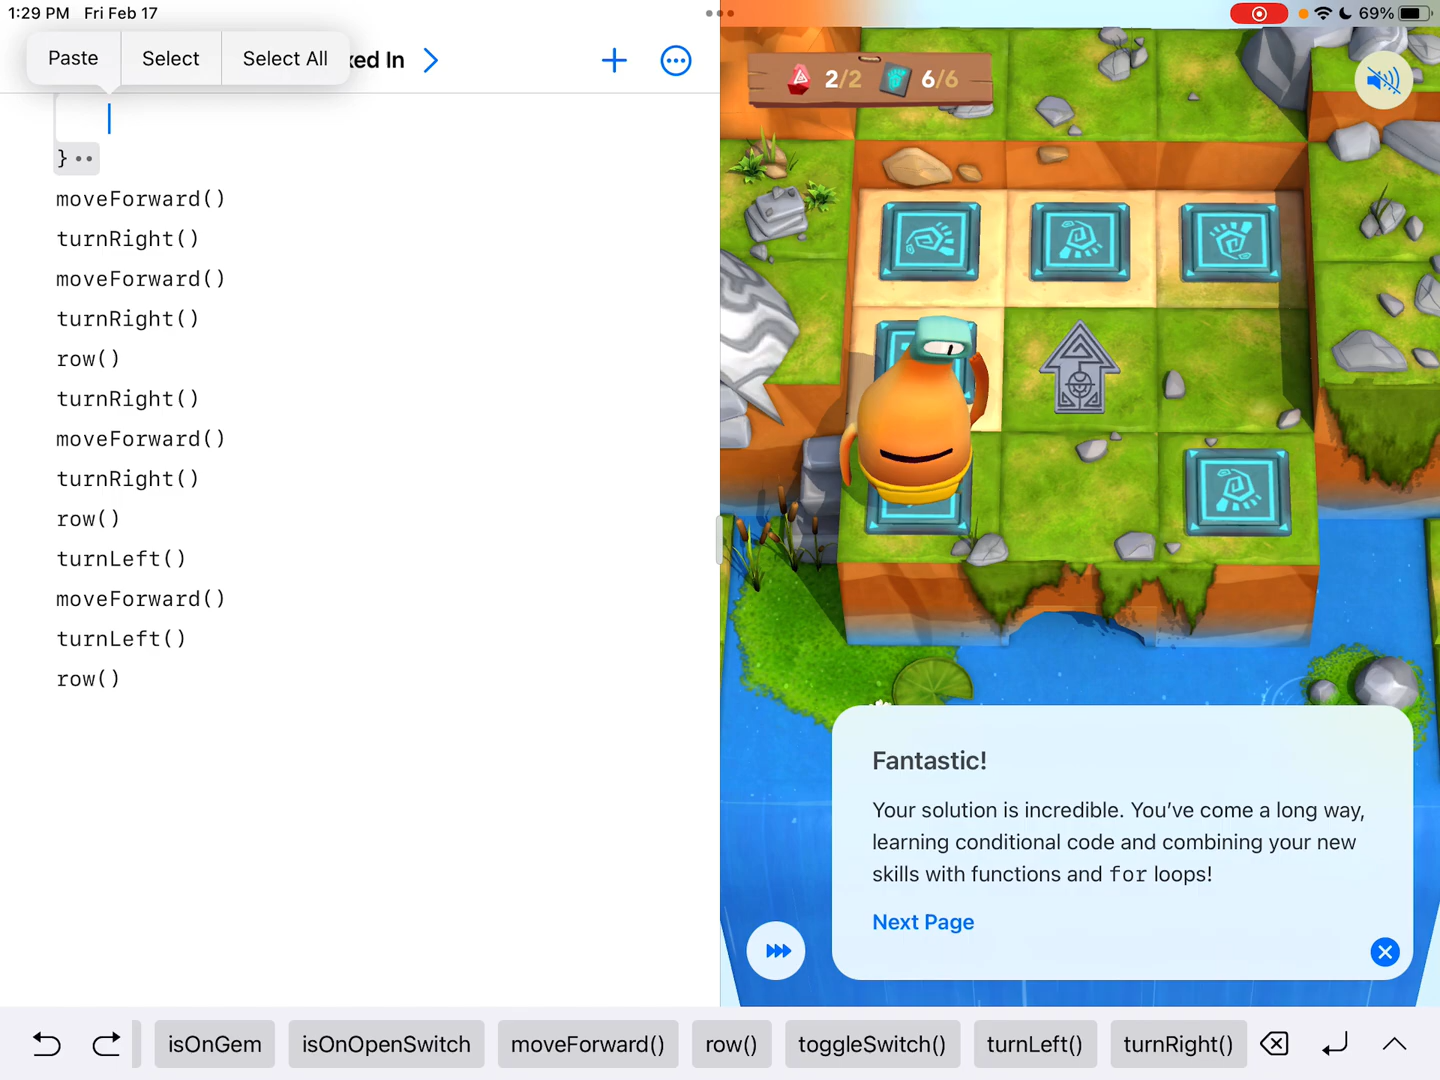 1:29 PM Fri Feb 17
69%
Paste Select Select All ked In
}
moveForward()
turnRight()
moveForward()
turnRight()
row()
turnRight()
moveForward()
turnRight()
row()
turnLeft()
moveForward()
turnLeft()
row()
2/2 6/6
Fantastic!
Your solution is incredible. You’ve come a long way,
learning conditional code and combining your new
skills with functions and for loops!
Next Page
isOnGem isOnOpenSwitch moveForward() row() toggleSwitch() turnLeft() turnRight()